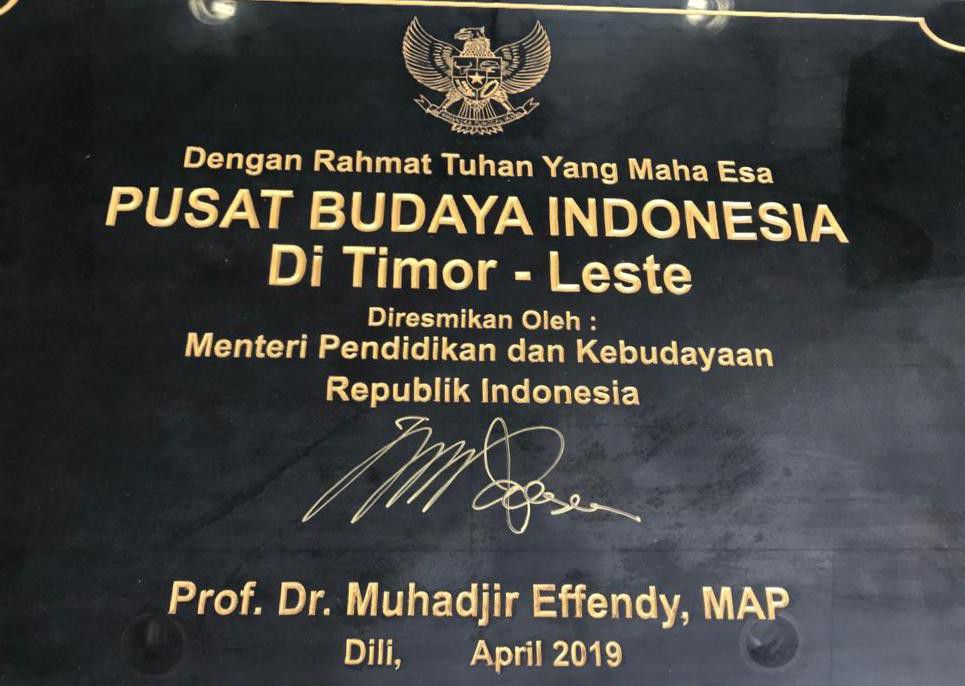 Dengan Rahmat Tuhan Yang Maha Esa
PUSAT BUDAYA INDONESIA
Di Timor - Leste
Diresmikan Oleh :
Menteri Pendidikan dan Kebudayaan
Republik Indonesia
Prof. Dr. Muhadjir Effendy, MAP
Dili, April 2019